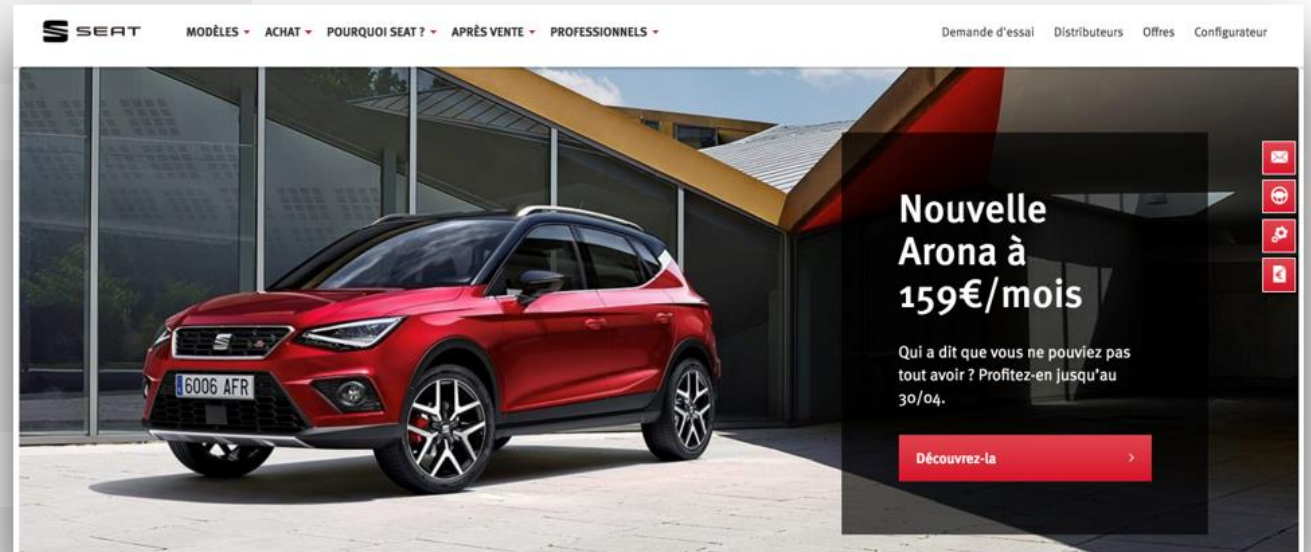 SEAT
MODÈLES
ACHAT
POURQUOI SEAT ?
APRÈS VENTE
PROFESSIONNELS
Demande d'essai
Distributeurs
Offres
Configurateur
Nouvelle
Arona à
159€/mois
Qui a dit que vous ne pouviez pas
tout avoir ? Profitez-en jusqu'au
30/04.
Découvrez-la
6006 AFR